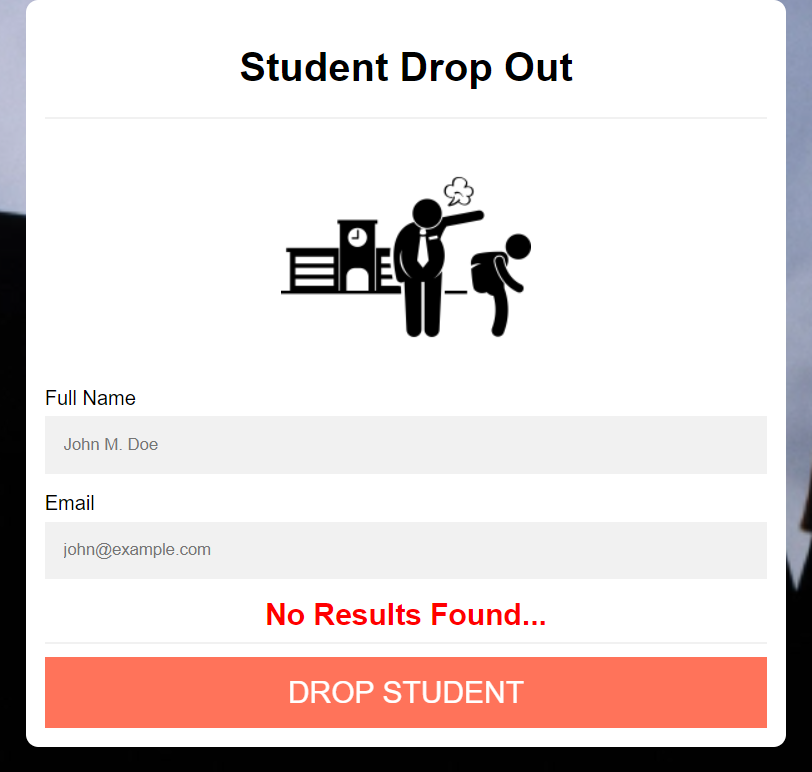 Student Drop Out
Full Name
John M. Doe
Email
john@example.com
No Results Found...
DROP STUDENT